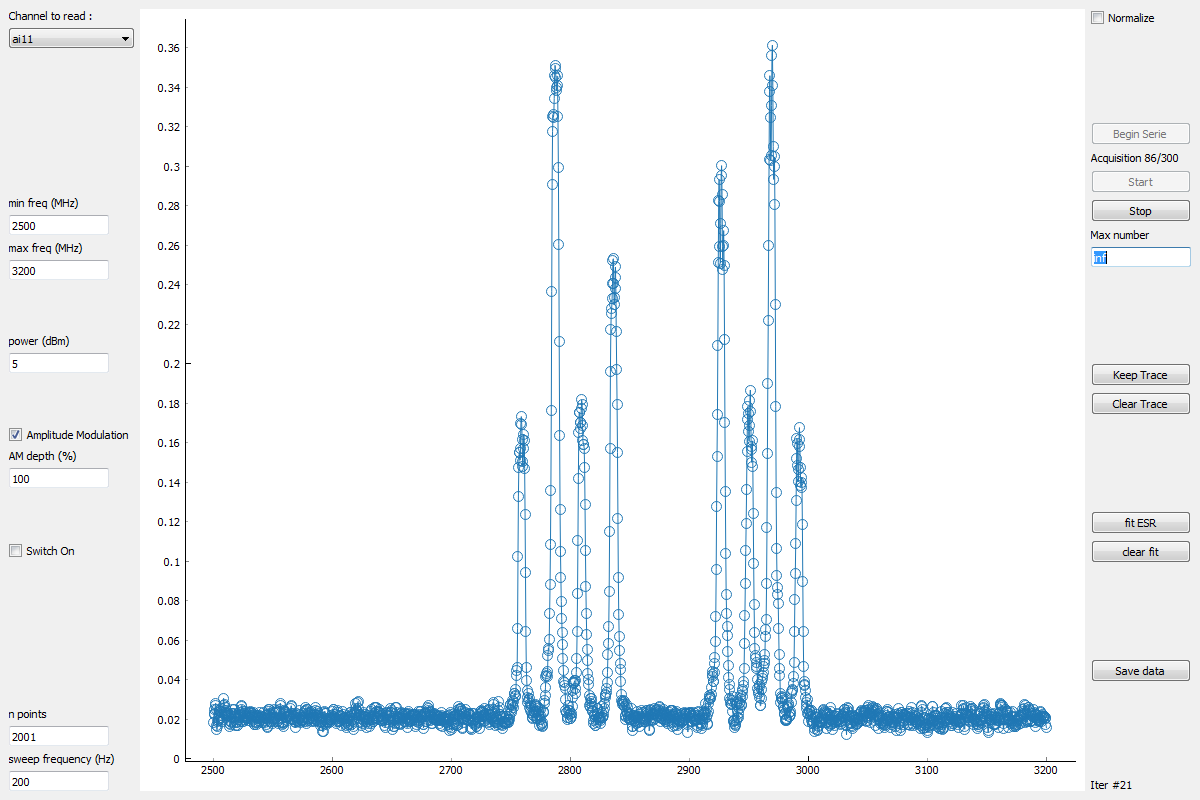 Channel to read :
ai11
min freq (MHz)
2500
max freq (MHz)
3200
power (dBm)
5
Amplitude Modulation
AM depth (%)
100
Switch On
n points
2001
sweep frequency (Hz)
200
0.36
0.34
0.32
0.3
0.28
0.26
0.24
0.22
0.2
0.18
0.16
0.14
0.12
0.1
0.08
0.06
0.04
0.02
0
2500 2600 2700 2800 2900 3000 3100 3200
Normalize
Begin Serie
Acquisition 86/300
Start
Stop
Max number
inf
Keep Trace
Clear Trace
fit ESR
clear fit
Save data
Iter #21